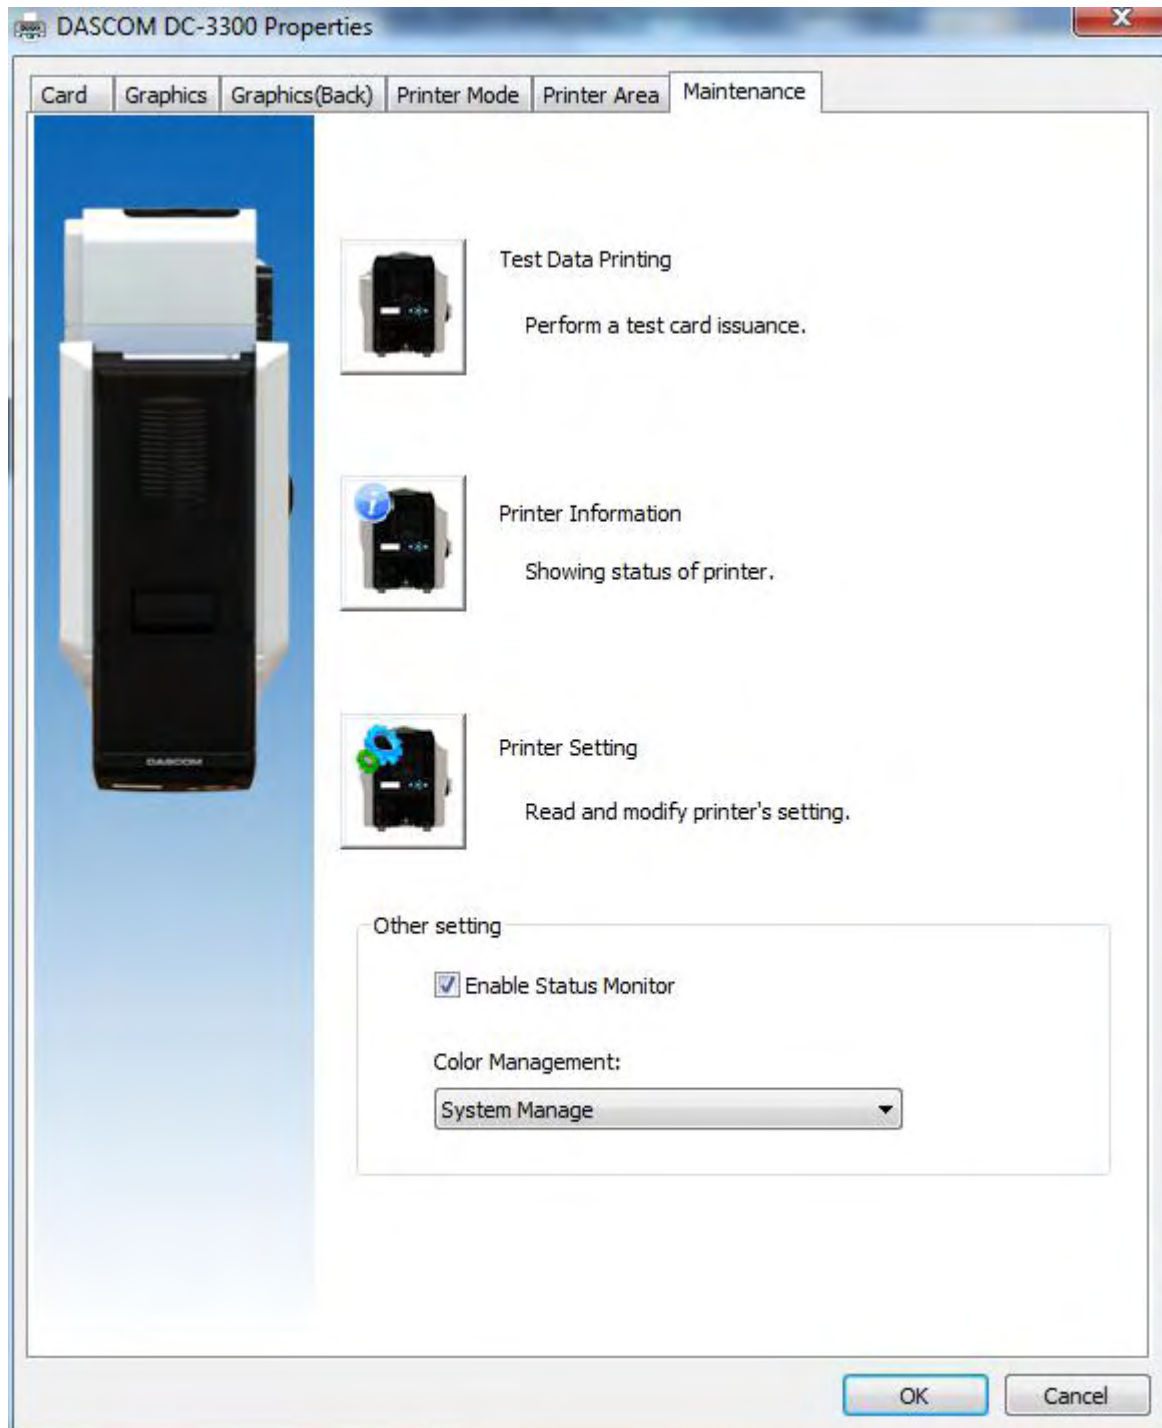 DASCOM DC-3300 Properties
Card
Graphics
Graphics(Back)
Printer Mode
Printer Area
Maintenance
Test Data Printing
Perform a test card issuance.
Printer Information
Showing status of printer.
Printer Setting
Read and modify printer's setting.
DASCOM
Other setting
Enable Status Monitor
Color Management:
System Manage
OK
Cancel